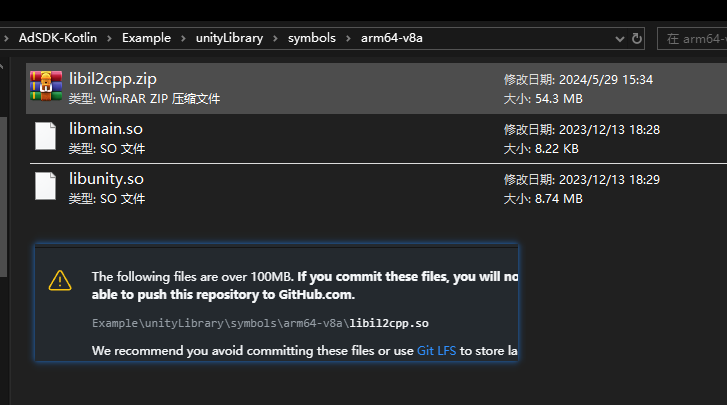 AdSDK-Kotlin > Example > unityLibrary > symbols > arm64-v8a
在 arm64-v
libil2cpp.zip
修改日期: 2024/5/29 15:34
类型: WinRAR ZIP 压缩文件
大小: 54.3 MB
libmain.so
修改日期: 2023/12/13 18:28
类型: SO 文件
大小: 8.22 KB
libunity.so
修改日期: 2023/12/13 18:29
类型: SO 文件
大小: 8.74 MB
The following files are over 100MB. If you commit these files, you will no
able to push this repository to GitHub.com.
Example\unityLibrary\symbols\arm64-v8a\libil2cpp.so
We recommend you avoid committing these files or use Git LFS to store la